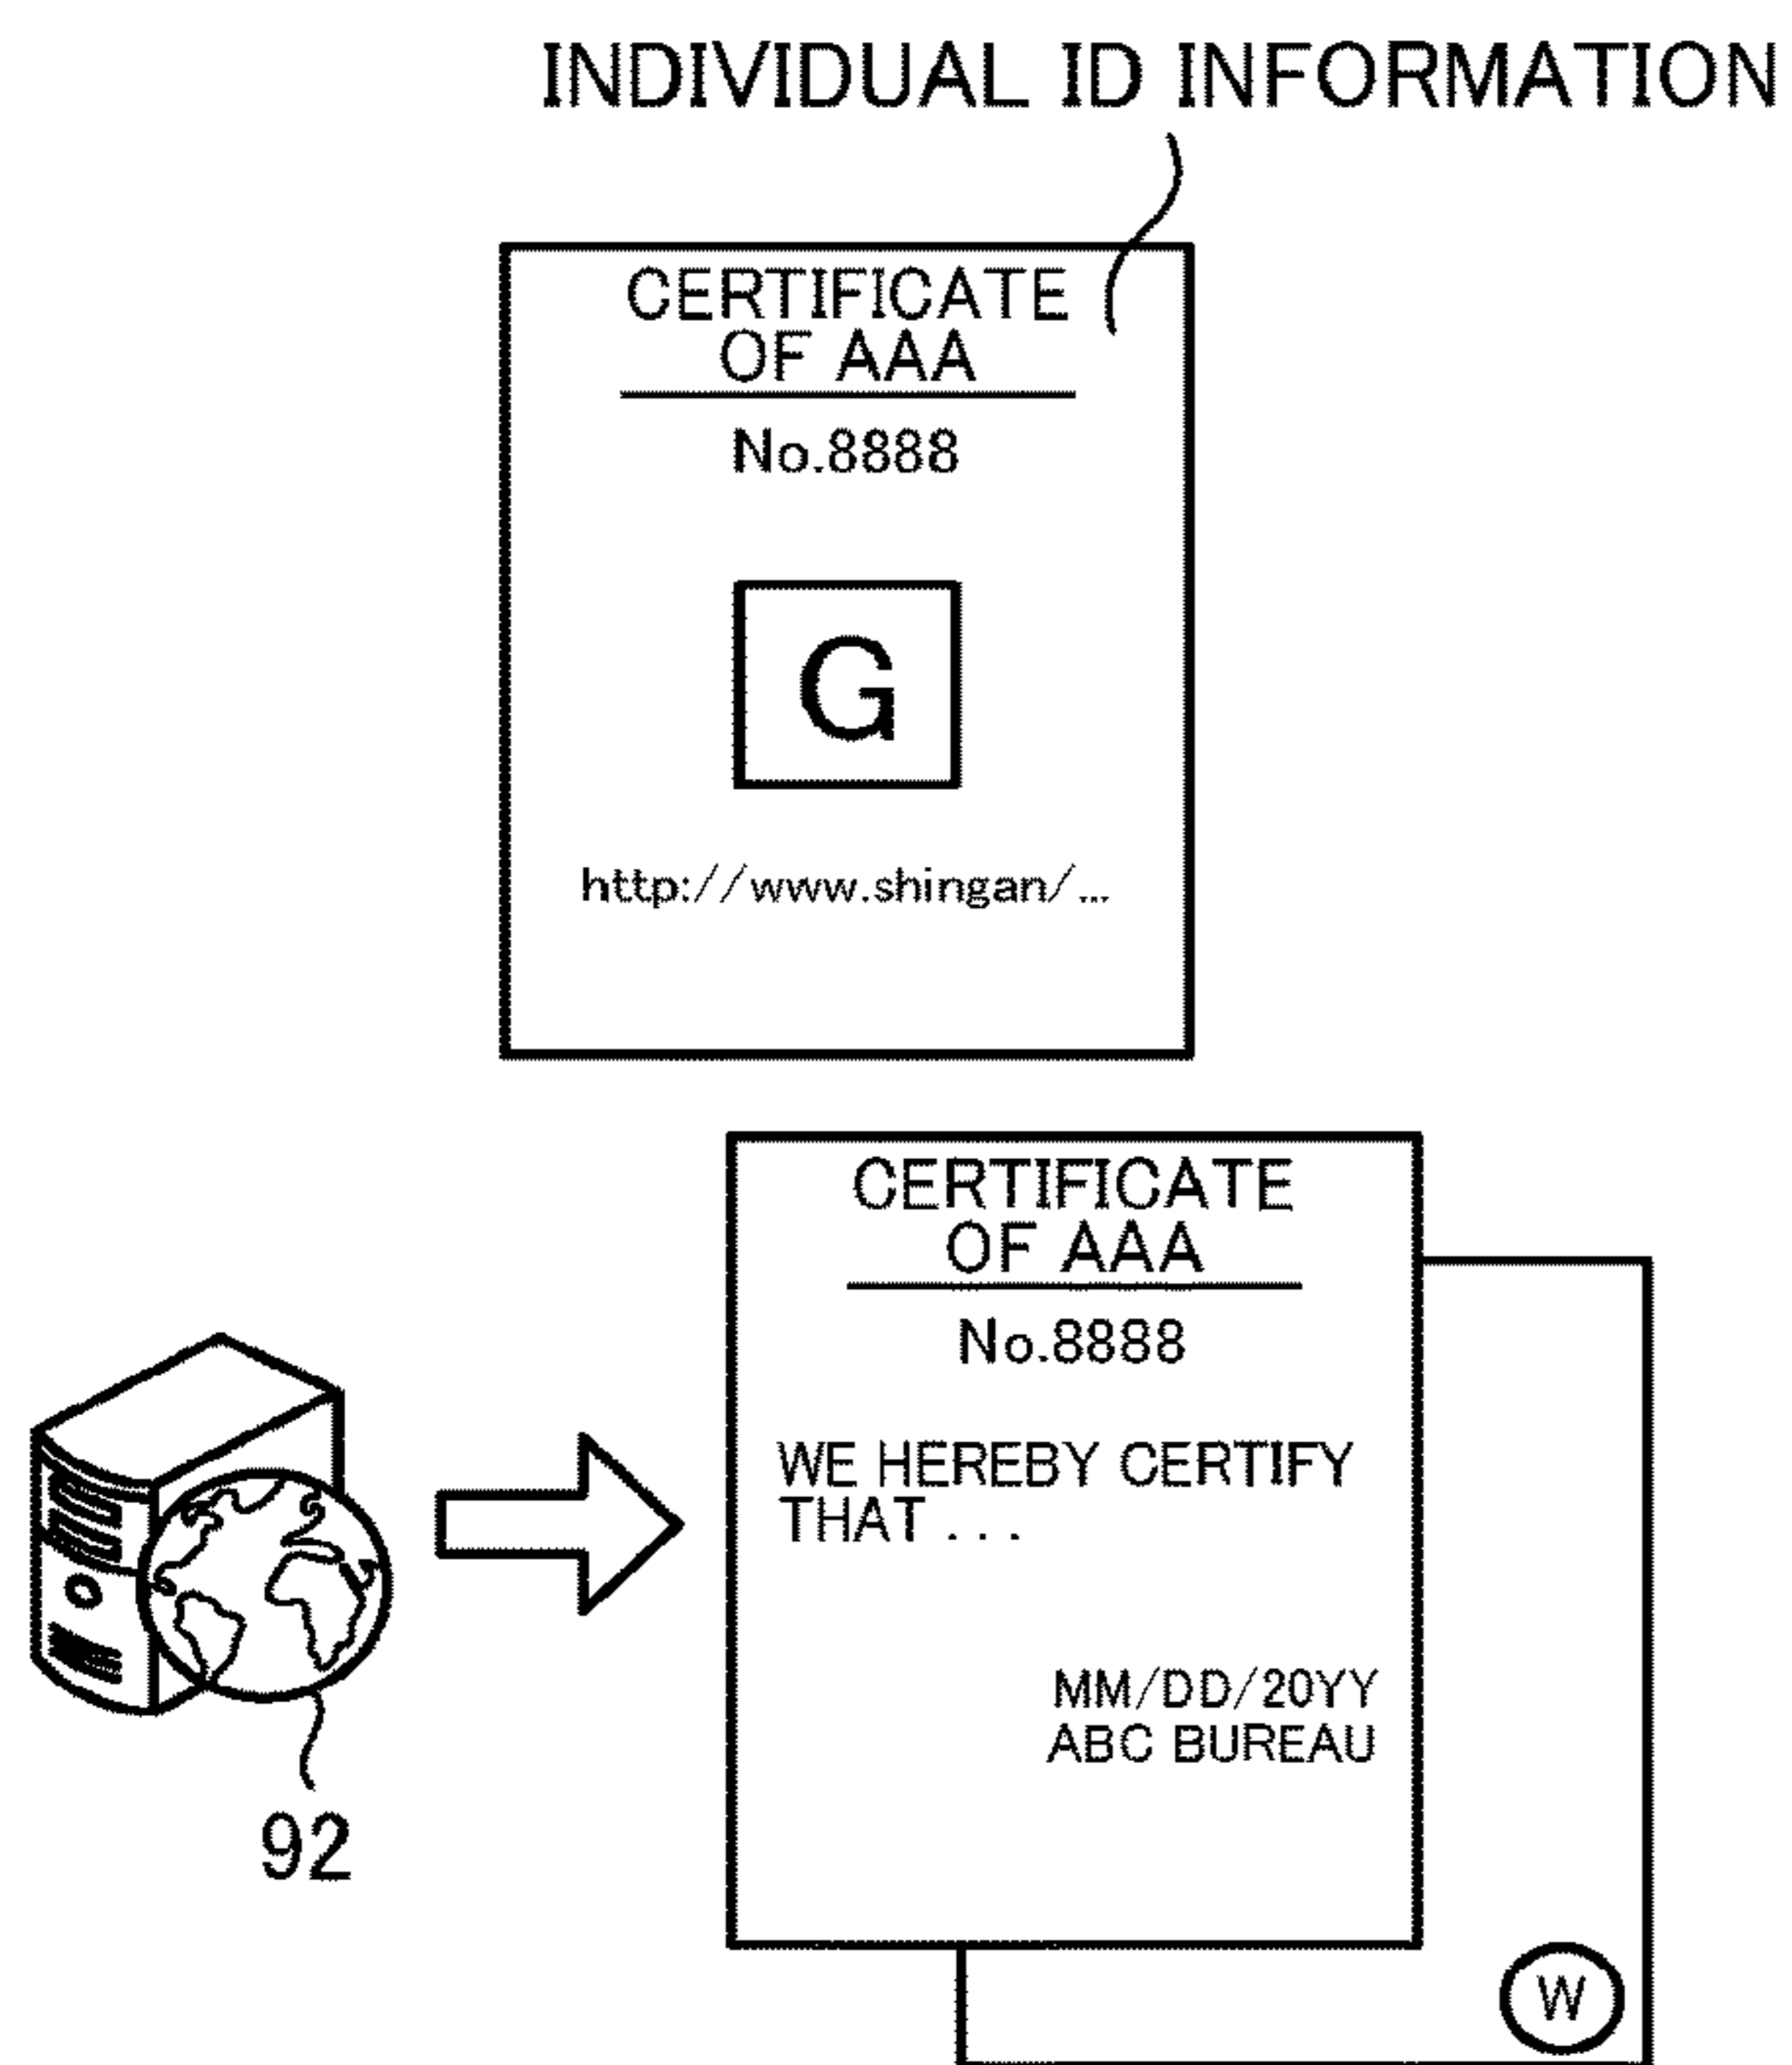 INDIVIDUAL ID INFORMATION
CERTIFICATE
OF AAA
No.8888
G
http://www.shingan/...
CERTIFICATE
OF AAA
No.8888
WE HEREBY CERTIFY
THAT . . .
MM/DD/20YY
ABC BUREAU
92
W